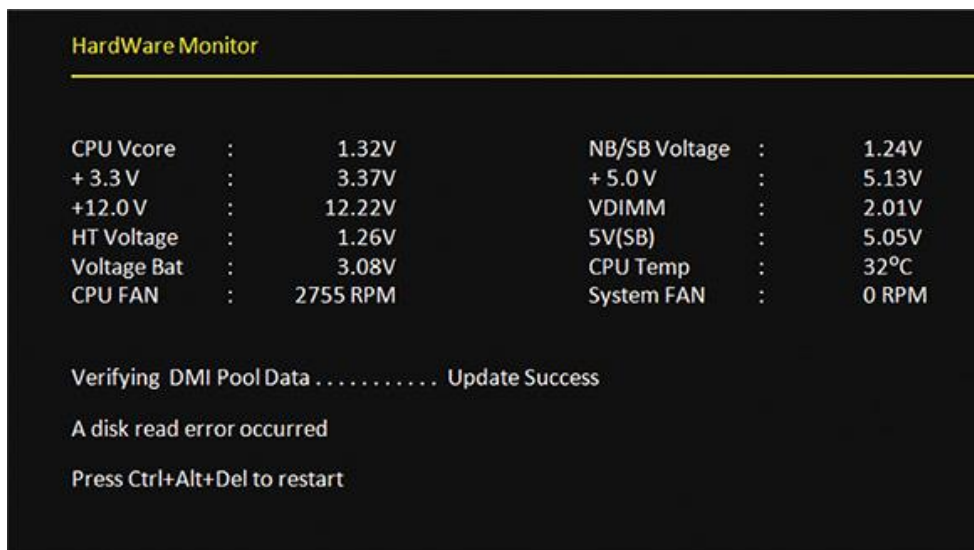 HardWare Monitor
CPU Vcore : 1.32V NB/SB Voltage : 1.24V
+ 3.3 V : 3.37V + 5.0 V : 5.13V
+12.0 V : 12.22V VDIMM : 2.01V
HT Voltage : 1.26V 5V(SB) : 5.05V
Voltage Bat : 3.08V CPU Temp : 32°C
CPU FAN : 2755 RPM System FAN : 0 RPM
Verifying DMI Pool Data . . . . . . . . . . . Update Success
A disk read error occurred
Press Ctrl+Alt+Del to restart